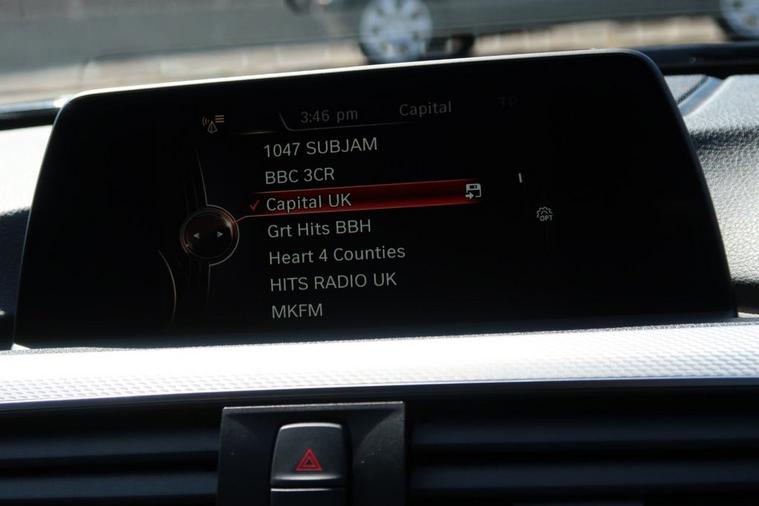 3:46 pm Capital TP
1047 SUBJAM
BBC 3CR
Capital UK
Grt Hits BBH
Heart 4 Counties
HITS RADIO UK
MKFM
OPT